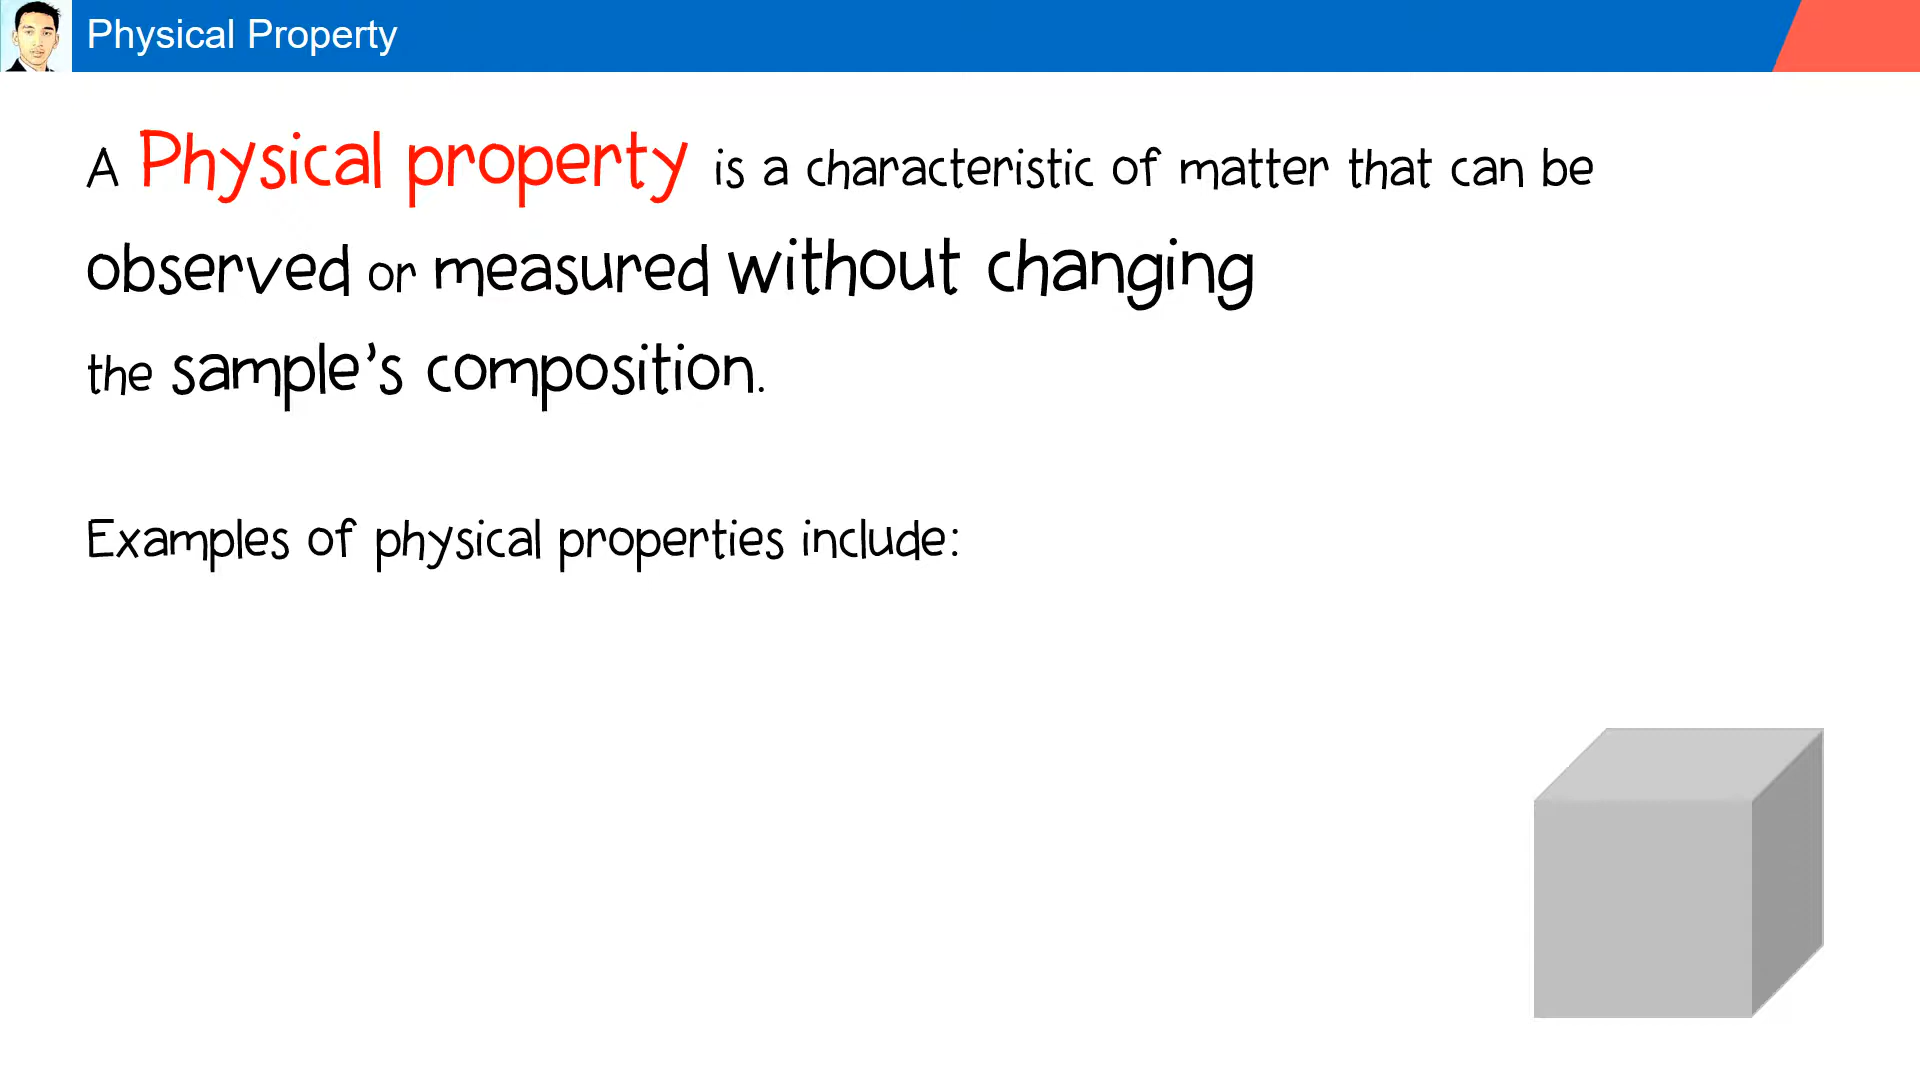 Physical Property
A Physical property is a characteristic of matter that can be
observed or measured without changing
the sample's composition.
Examples of physical properties include: